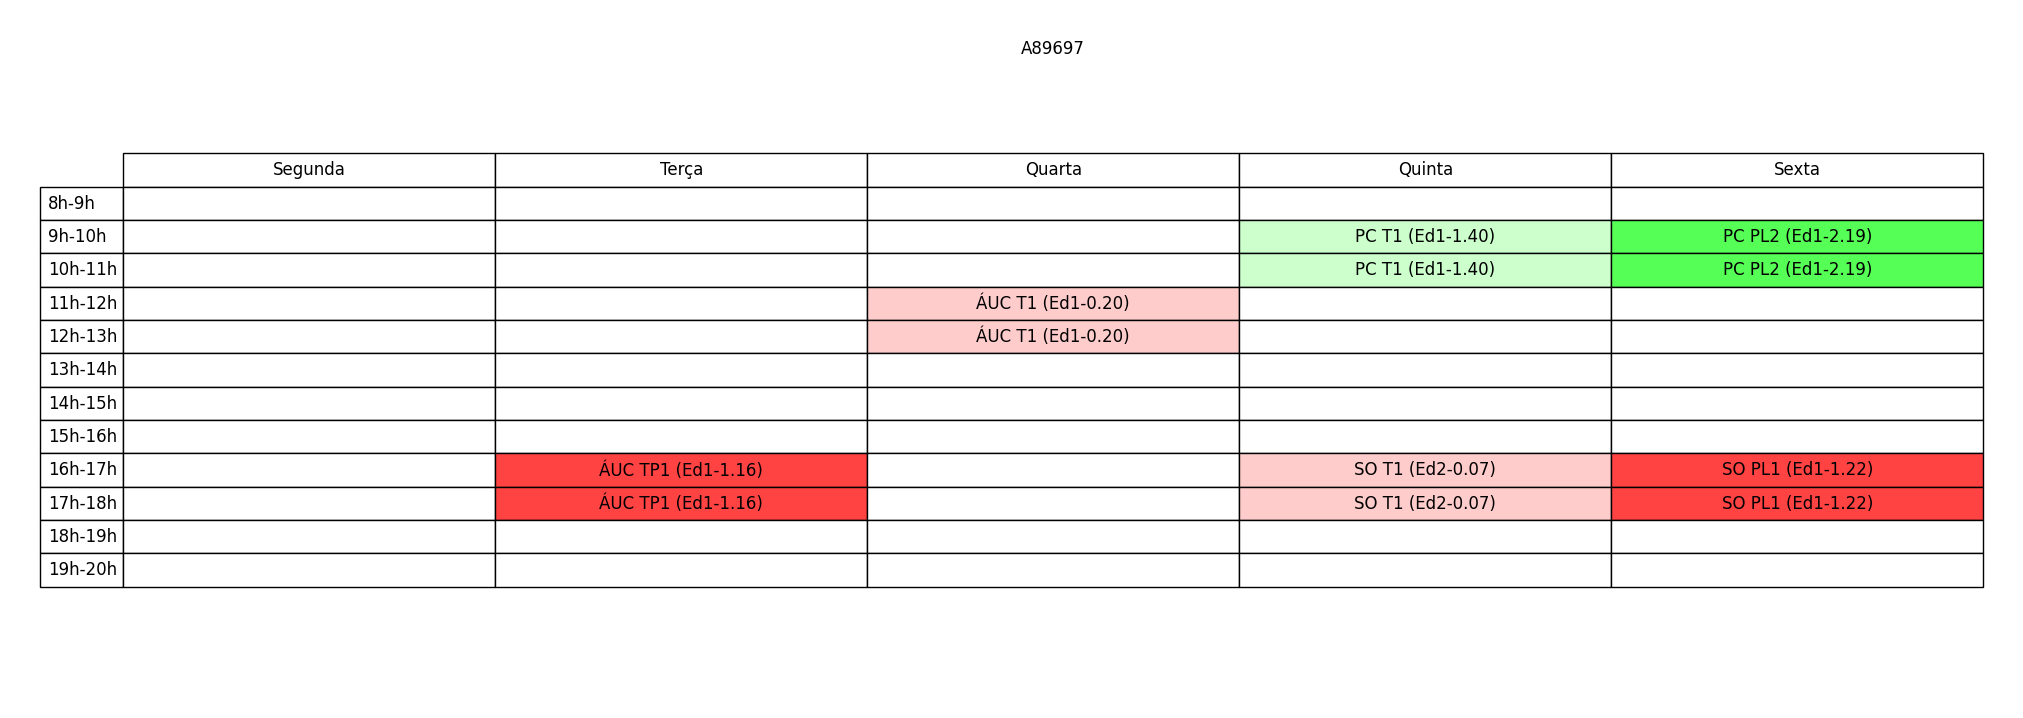 A89697
Segunda Terça Quarta Quinta Sexta
8h-9h
9h-10h PC T1 (Ed1-1.40) PC PL2 (Ed1-2.19)
10h-11h PC T1 (Ed1-1.40) PC PL2 (Ed1-2.19)
11h-12h ÁUC T1 (Ed1-0.20)
12h-13h ÁUC T1 (Ed1-0.20)
13h-14h
14h-15h
15h-16h
16h-17h ÁUC TP1 (Ed1-1.16) SO T1 (Ed2-0.07) SO PL1 (Ed1-1.22)
17h-18h ÁUC TP1 (Ed1-1.16) SO T1 (Ed2-0.07) SO PL1 (Ed1-1.22)
18h-19h
19h-20h